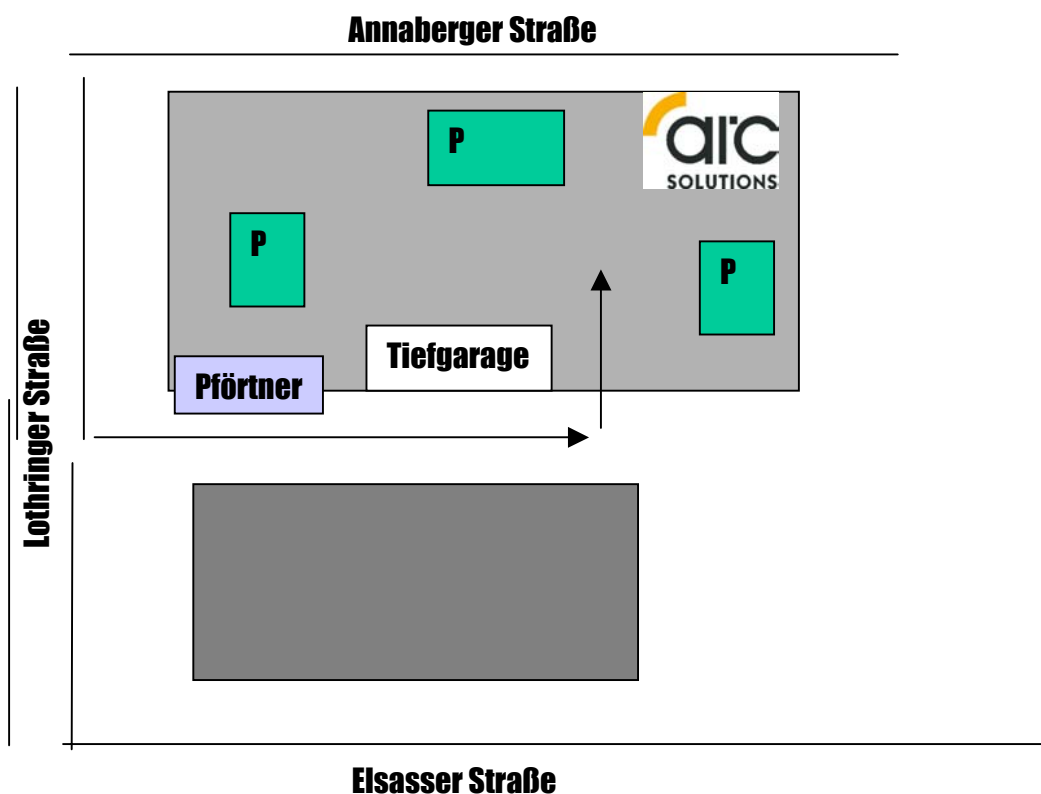 Annaberger Straße
P
arc
SOLUTIONS
P
P
Tiefgarage
Pförtner
Lothringer Straße
Elsasser Straße